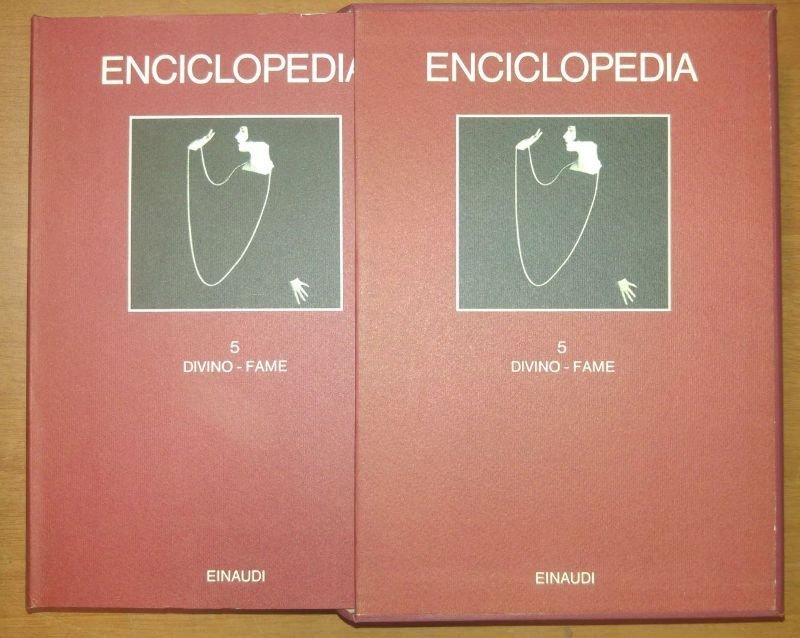 ENCICLOPEDIA
5
DIVINO - FAME
EINAUDI
ENCICLOPEDIA
5
DIVINO - FAME
EINAUDI